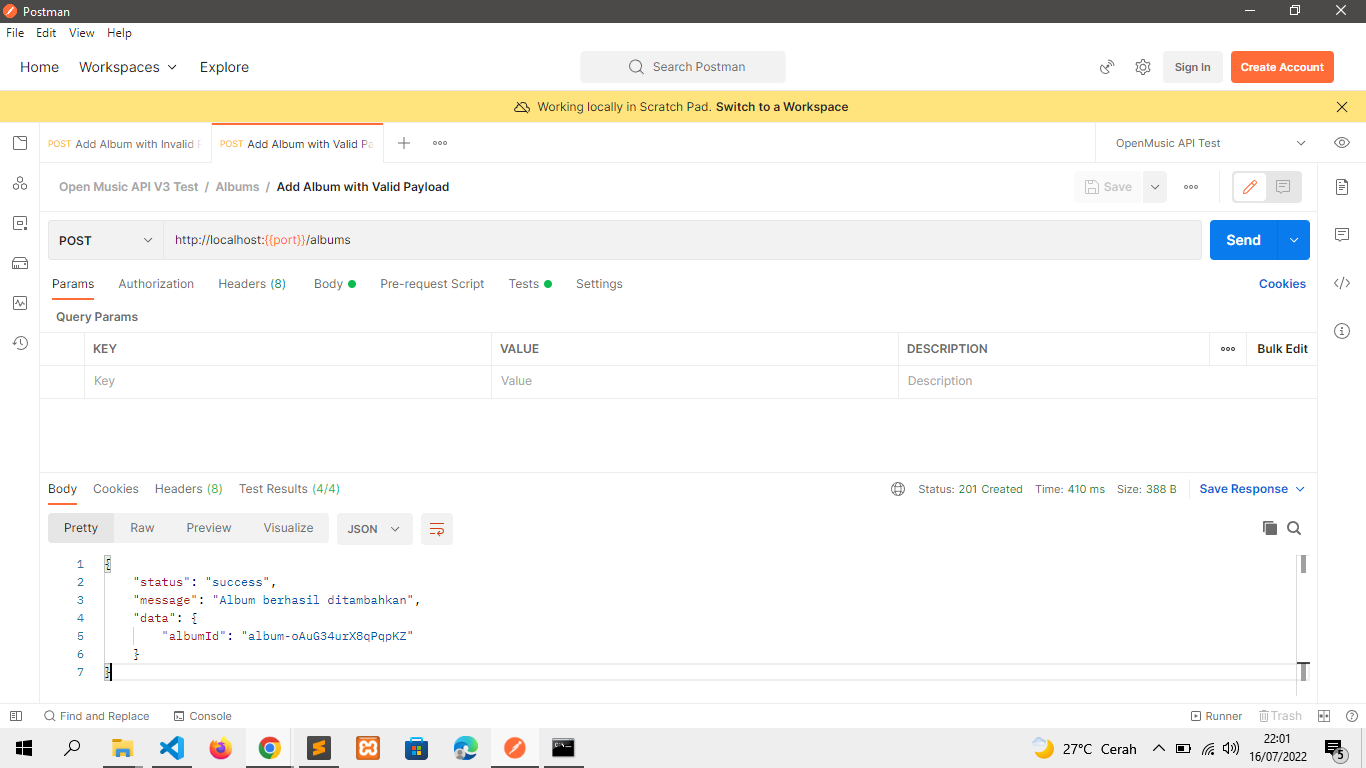 Postman
File Edit View Help
Home Workspaces Explore Search Postman Sign In Create Account
Working locally in Scratch Pad. Switch to a Workspace
POST Add Album with Invalid POST Add Album with Valid Pa OpenMusic API Test
Open Music API V3 Test / Albums / Add Album with Valid Payload Save
POST http://localhost:{{port}}/albums Send
Params Authorization Headers (8) Body Pre-request Script Tests Settings Cookies
Query Params
KEY VALUE DESCRIPTION Bulk Edit
Key Value Description
Body Cookies Headers (8) Test Results (4/4) Status: 201 Created Time: 410 ms Size: 388 B Save Response
Pretty Raw Preview Visualize JSON
1 {
2 "status": "success",
3 "message": "Album berhasil ditambahkan",
4 "data": {
5 "albumId": "album-oAuG34urX8qPqpKZ"
6 }
7 }
Find and Replace Console Runner Trash
27°C Cerah 22:01
16/07/2022 5